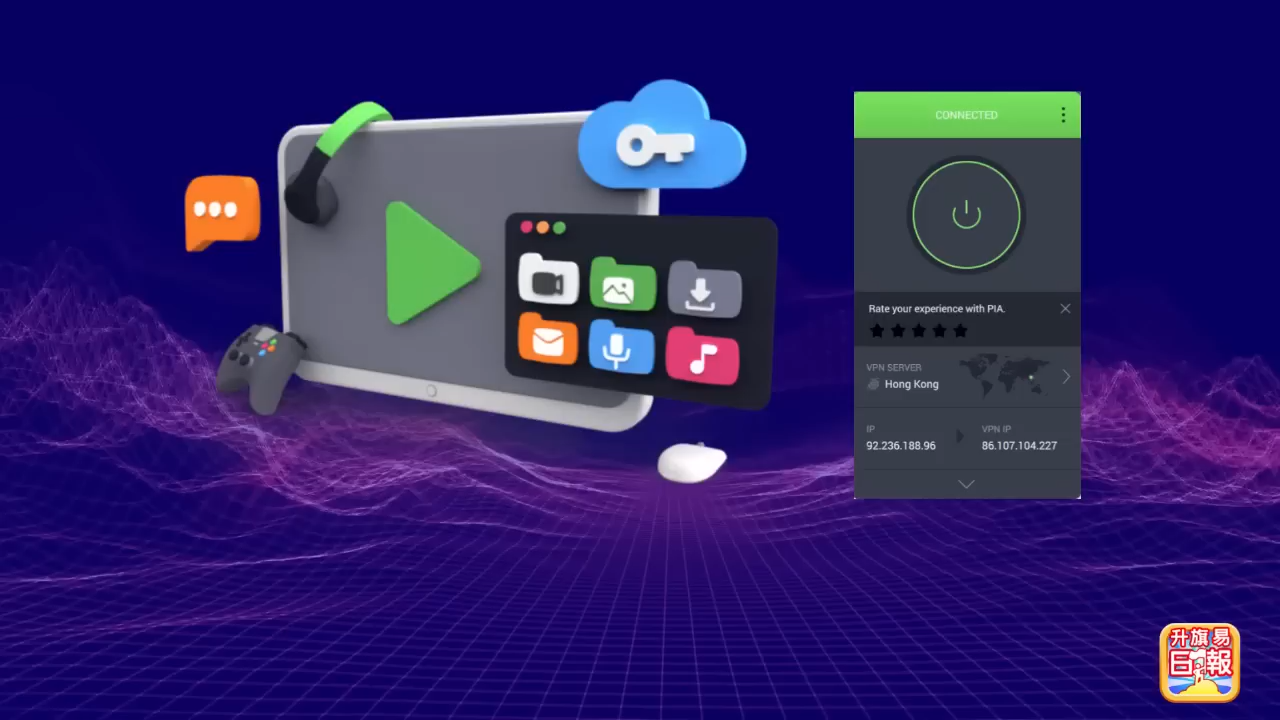 CONNECTED
Rate your experience with PIA.
VPN SERVER
Hong Kong
IP
92.236.188.96
VPN IP
86.107.104.227
升旗易
日報